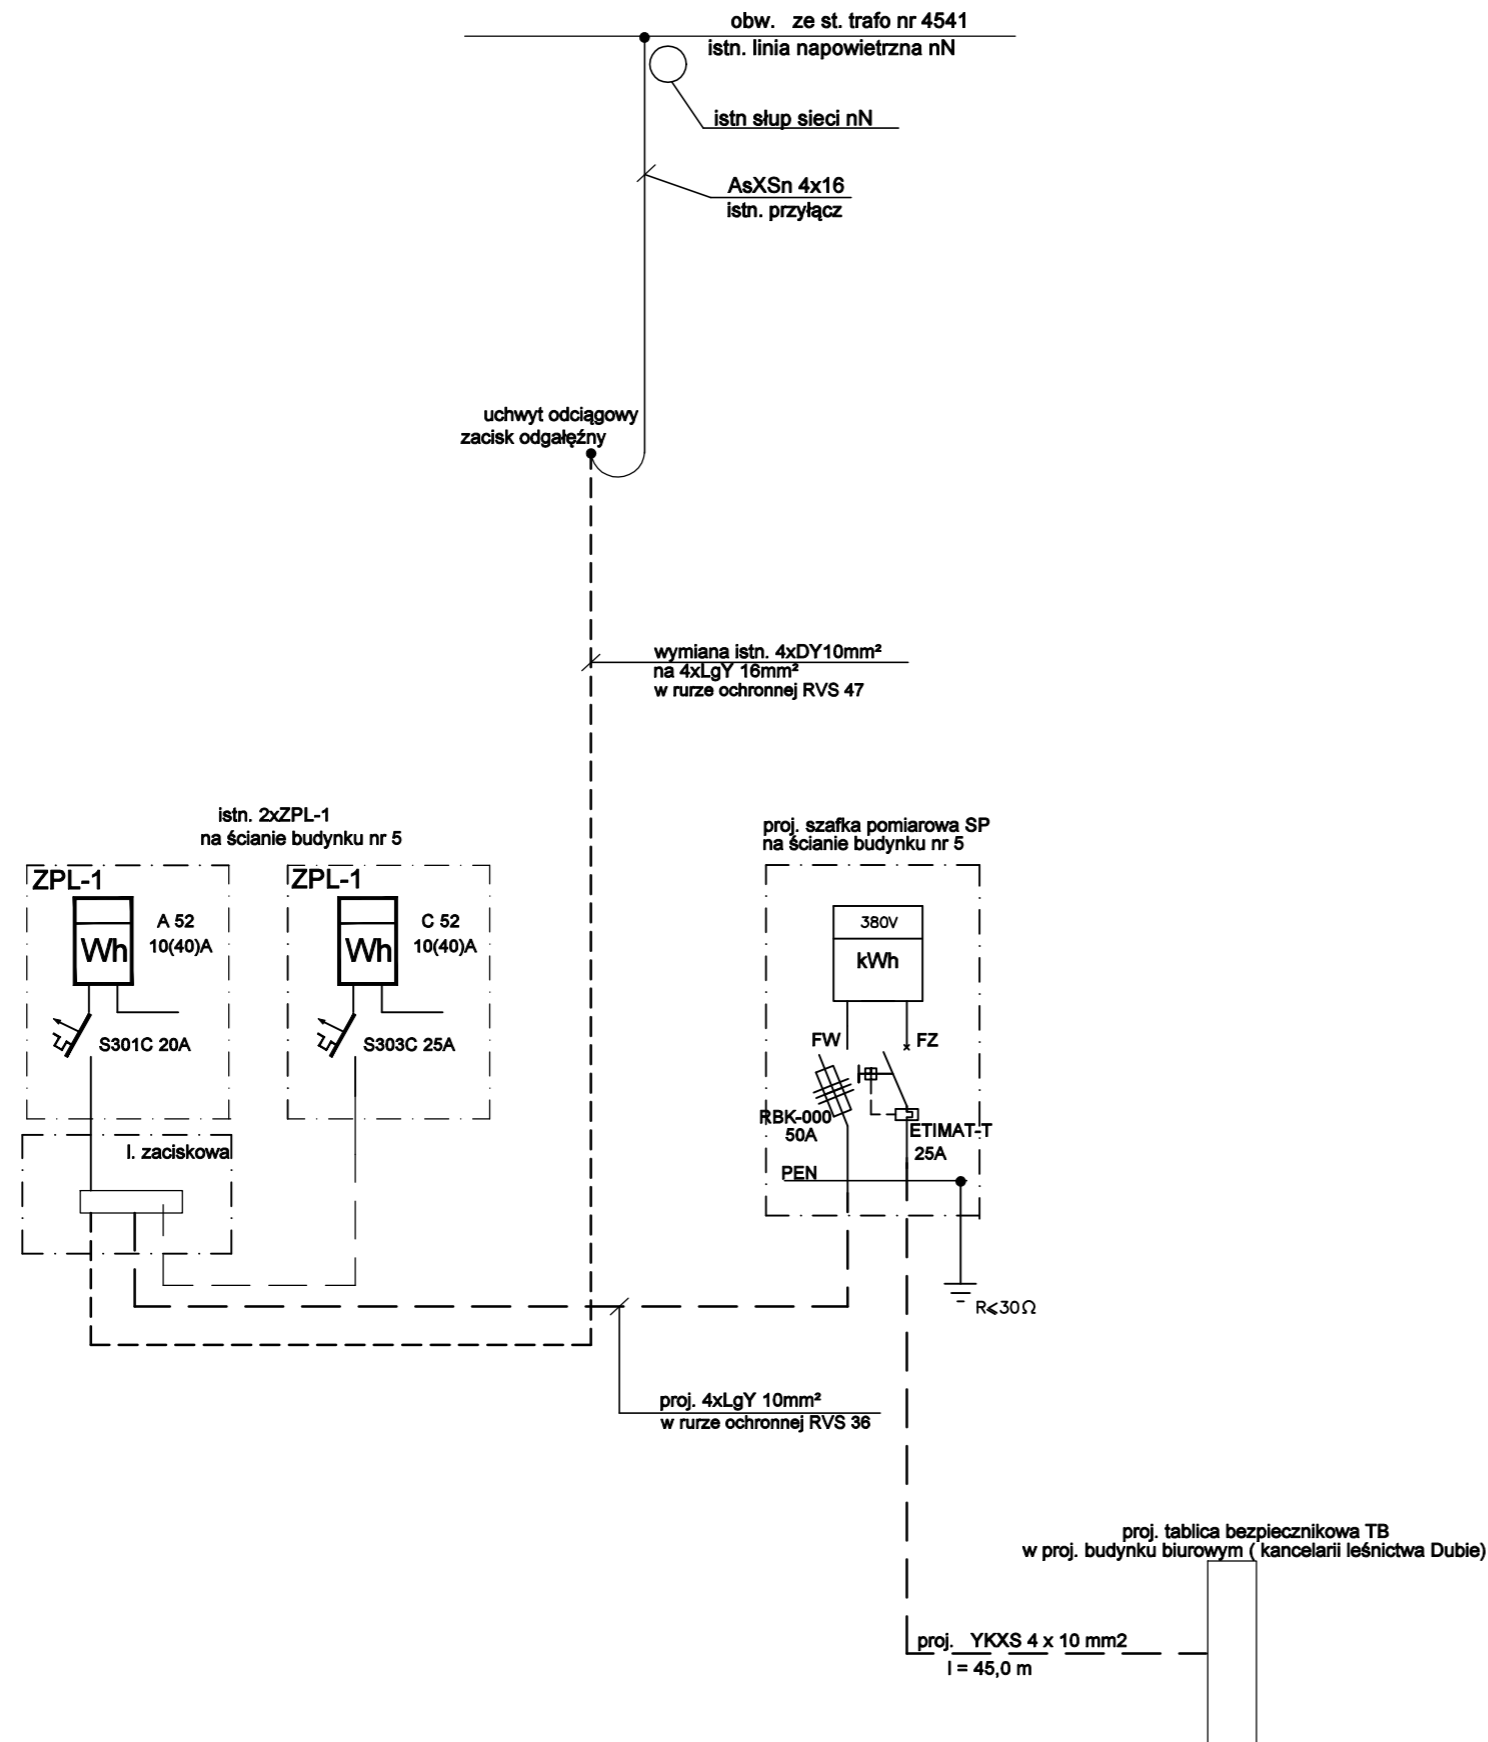 obw. ze st. trafo nr 4541
istn. linia napowietrzna nN
istn słup sieci nN
AsXSn 4x16
istn. przyłącz
uchwyt odciągowy
zacisk odgałęźny
wymiana istn. 4xDY10mm²
na 4xLgY 16mm²
w rurze ochronnej RVS 47
istn. 2xZPL-1
na ścianie budynku nr 5
ZPL-1
A 52
10(40)A
Wh
S301C 20A
ZPL-1
C 52
10(40)A
Wh
S303C 25A
l. zaciskowa
proj. szafka pomiarowa SP
na ścianie budynku nr 5
380V
kWh
FW
FZ
RBK-000
50A
ETIMAT-T
25A
PEN
R⩽30Ω
proj. 4xLgY 10mm²
w rurze ochronnej RVS 36
proj. tablica bezpiecznikowa TB
w proj. budynku biurowym ( kancelarii leśnictwa Dubie)
proj. YKXS 4 x 10 mm2
l = 45,0 m